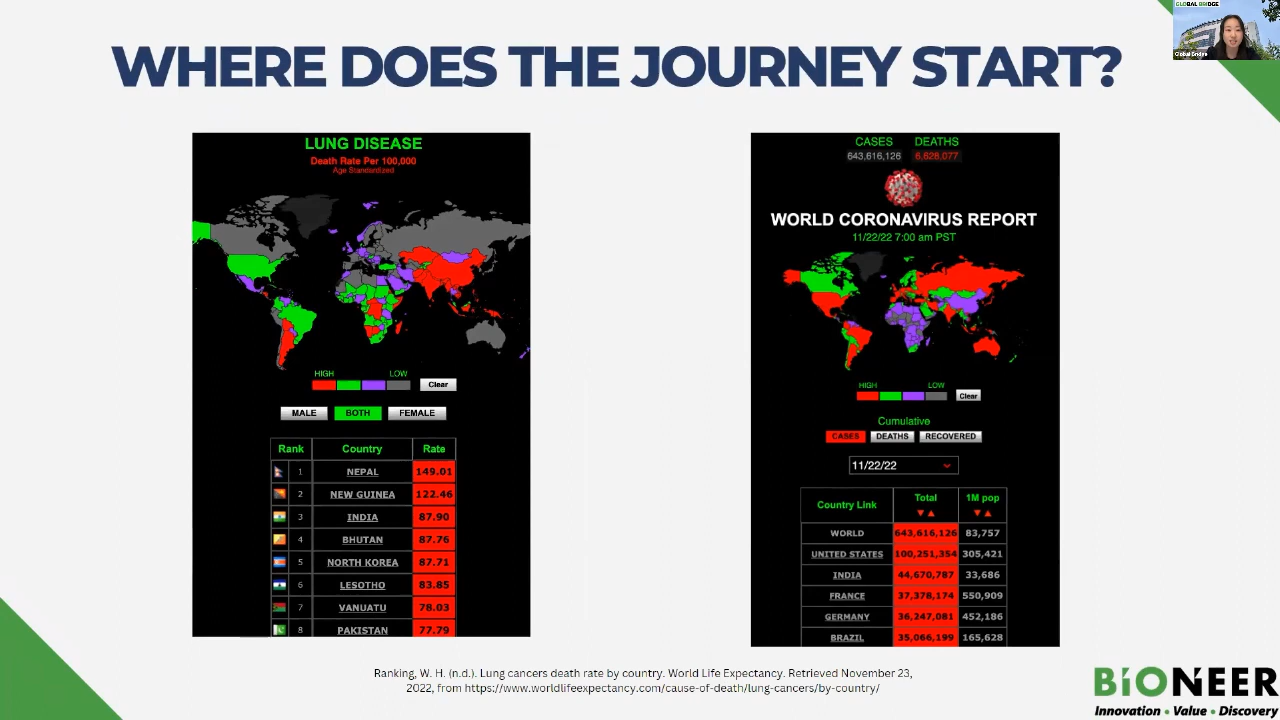 GLOBAL BRIDGE
Global Bridge
WHERE DOES THE JOURNEY START?
LUNG DISEASE
Death Rate Per 100,000
Age Standardized
HIGH LOW
Clear
MALE BOTH FEMALE
Rank Country Rate
1 NEPAL 149.01
2 NEW GUINEA 122.46
3 INDIA 87.90
4 BHUTAN 87.76
5 NORTH KOREA 87.71
6 LESOTHO 83.85
7 VANUATU 78.03
8 PAKISTAN 77.79
CASES DEATHS
643,616,126 6,628,077
WORLD CORONAVIRUS REPORT
11/22/22 7:00 am PST
HIGH LOW
Clear
Cumulative
CASES DEATHS RECOVERED
11/22/22
Country Link Total 1M pop
WORLD 643,616,126 83,757
UNITED STATES 100,251,354 305,421
INDIA 44,670,787 33,686
FRANCE 37,378,174 550,909
GERMANY 36,247,081 452,186
BRAZIL 35,066,199 165,628
Ranking, W. H. (n.d.). Lung cancers death rate by country. World Life Expectancy. Retrieved November 23,
2022, from https://www.worldlifeexpectancy.com/cause-of-death/lung-cancers/by-country/
BiONEER
Innovation • Value • Discovery